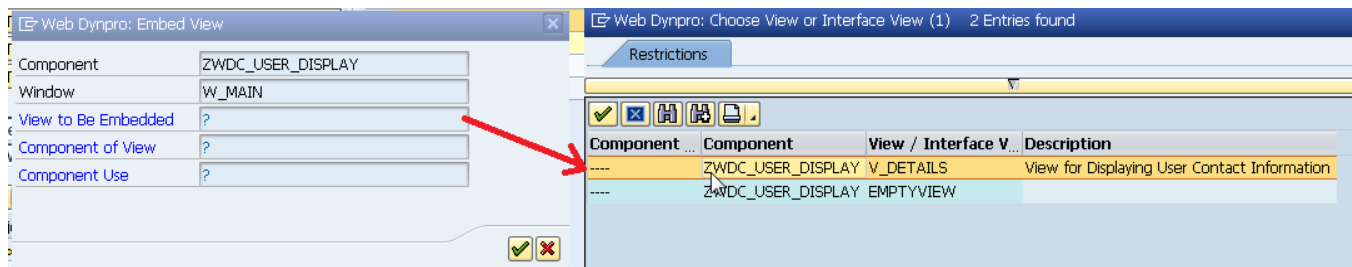 Web Dynpro: Embed View
Component ZWDC_USER_DISPLAY
Window W_MAIN
View to Be Embedded ?
Component of View ?
Component Use ?
Web Dynpro: Choose View or Interface View (1) 2 Entries found
Restrictions
Component ... Component View / Interface V... Description
---- ZWDC_USER_DISPLAY V_DETAILS View for Displaying User Contact Information
---- ZWDC_USER_DISPLAY EMPTYVIEW